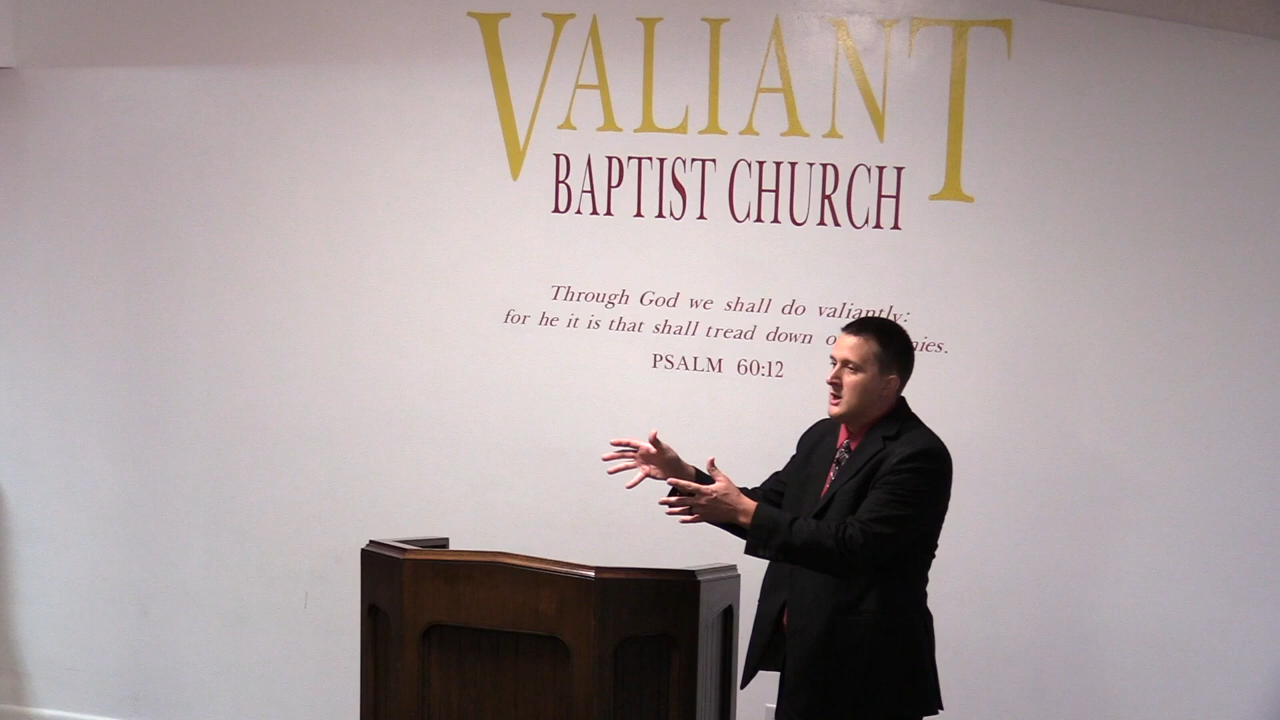 VALIANT
BAPTIST CHURCH
Through God we shall do valiantly:
for he it is that shall tread down
PSALM 60:12